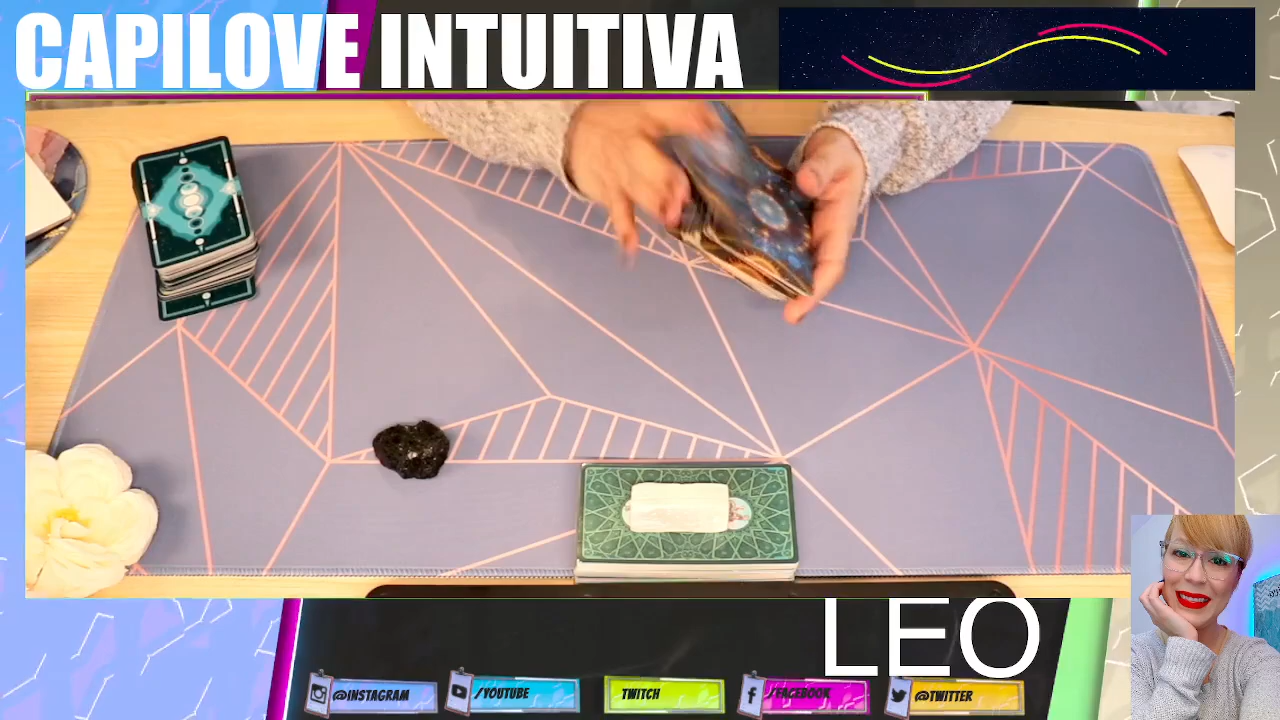 CAPILOVE INTUITIVA
LEO
@INSTAGRAM
/YOUTUBE
TWITCH
/FACEBOOK
@TWITTER